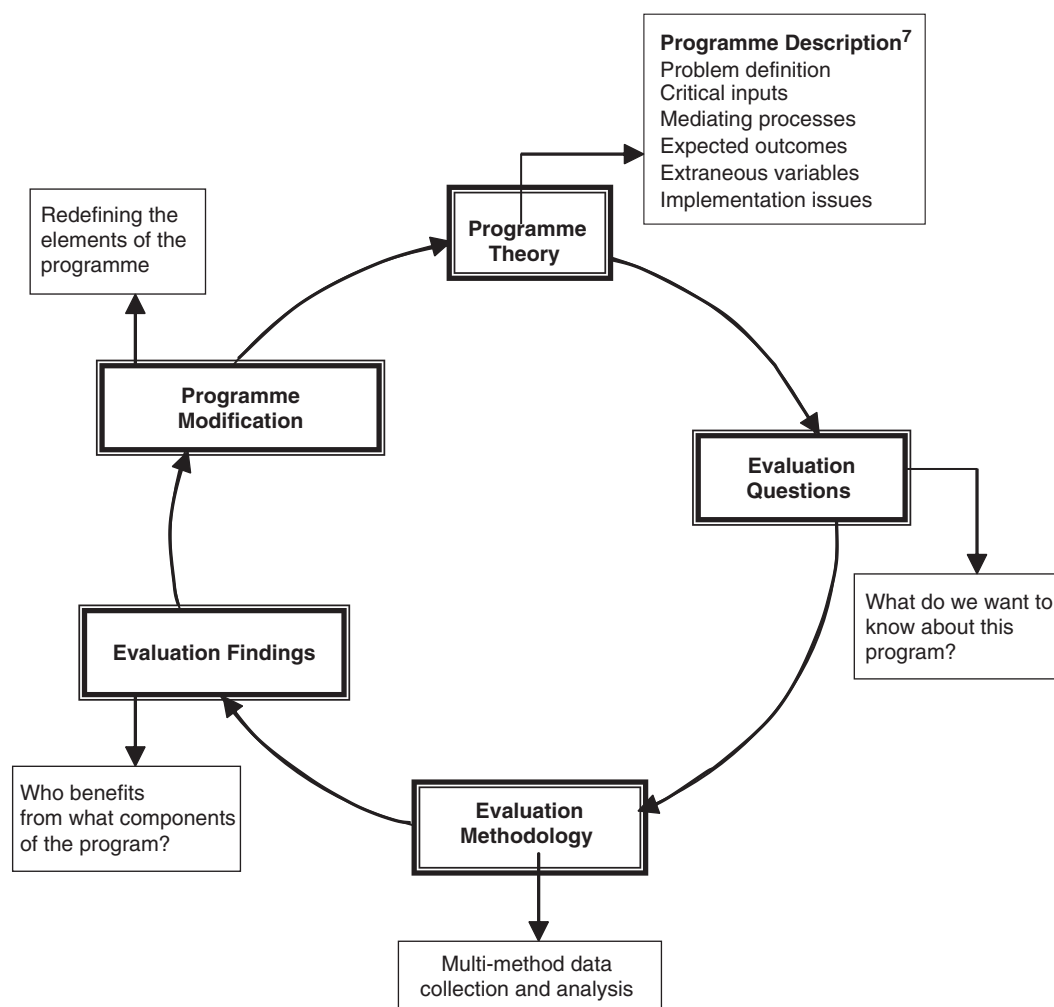 Programme Description7
Problem definition
Critical inputs
Mediating processes
Expected outcomes
Extraneous variables
Implementation issues
Redefining the
elements of the
programme
Programme
Theory
Programme
Modification
Evaluation
Questions
What do we want to
know about this
program?
Evaluation Findings
Who benefits
from what components
of the program?
Evaluation
Methodology
Multi-method data
collection and analysis